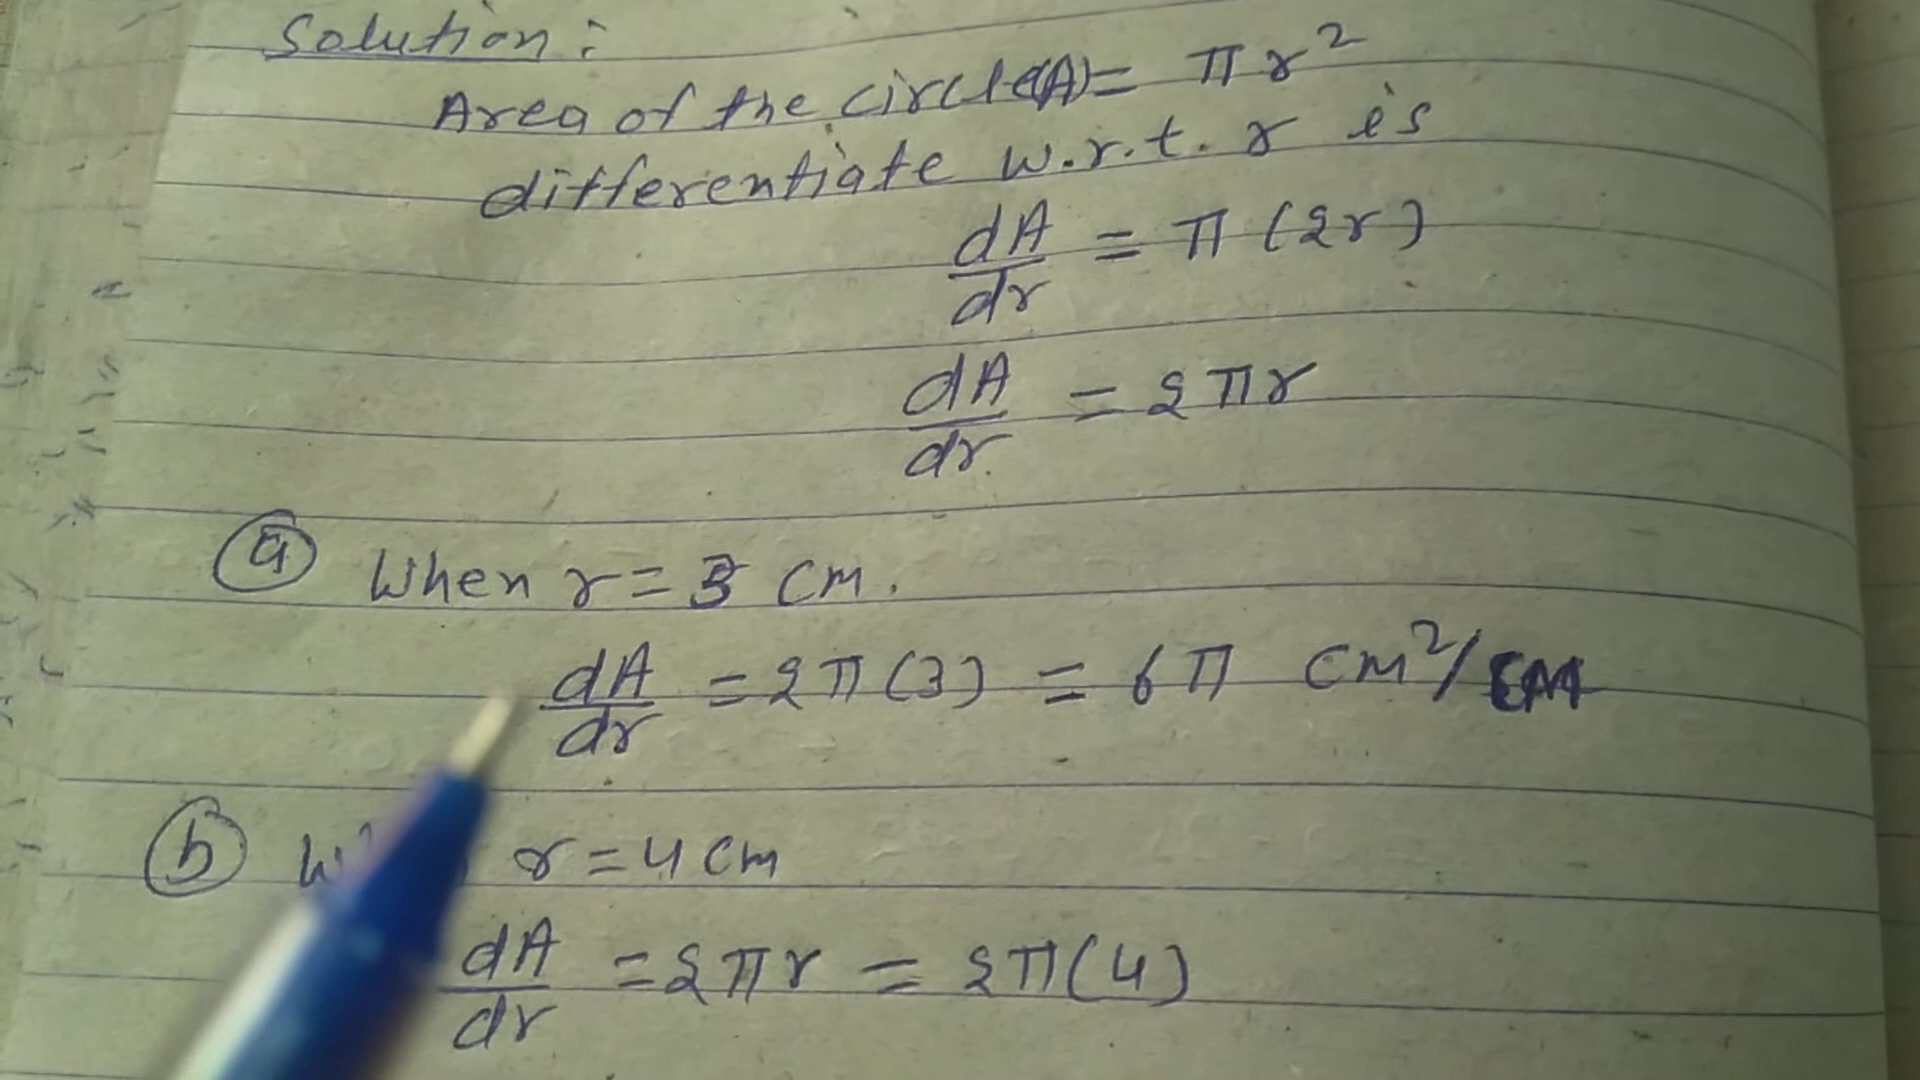 Solution:
Area of the circle(A) = πr²
differentiate w.r.t. r is
dA/dr = π(2r)
dA/dr = 2πr
(a) When r = 3 cm.
dA/dr = 2π(3) = 6π cm²/cm
(b) r = 4 cm
dA/dr = 2πr = 2π(4)